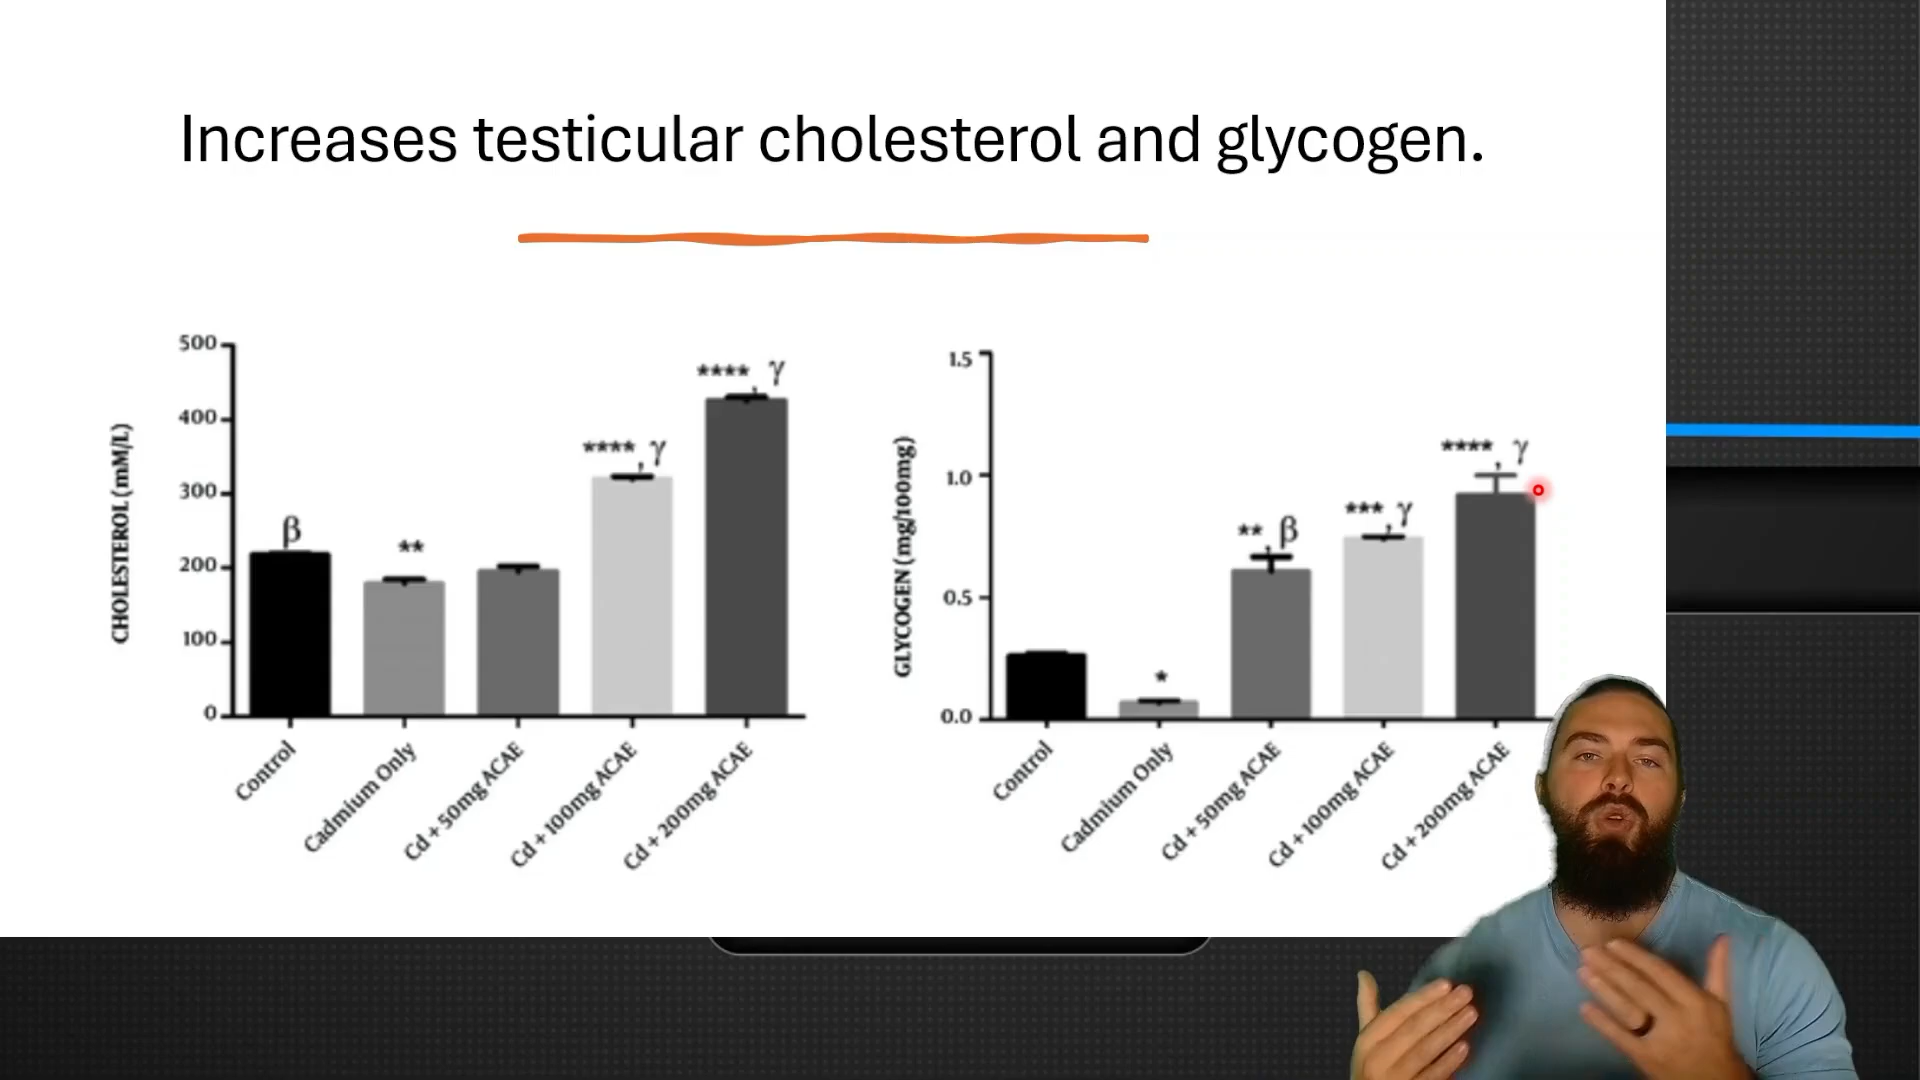 Increases testicular cholesterol and glycogen.
CHOLESTEROL (mM/L)
500
400
300
200
100
0
β
**
****, γ
****, γ
Control
Cadmium Only
Cd + 50mg ACAE
Cd + 100mg ACAE
Cd + 200mg ACAE
GLYCOGEN (mg/100mg)
1.5
1.0
0.5
0.0
*
**, β
***, γ
****, γ
Control
Cadmium Only
Cd + 50mg ACAE
Cd + 100mg ACAE
Cd + 200mg ACAE